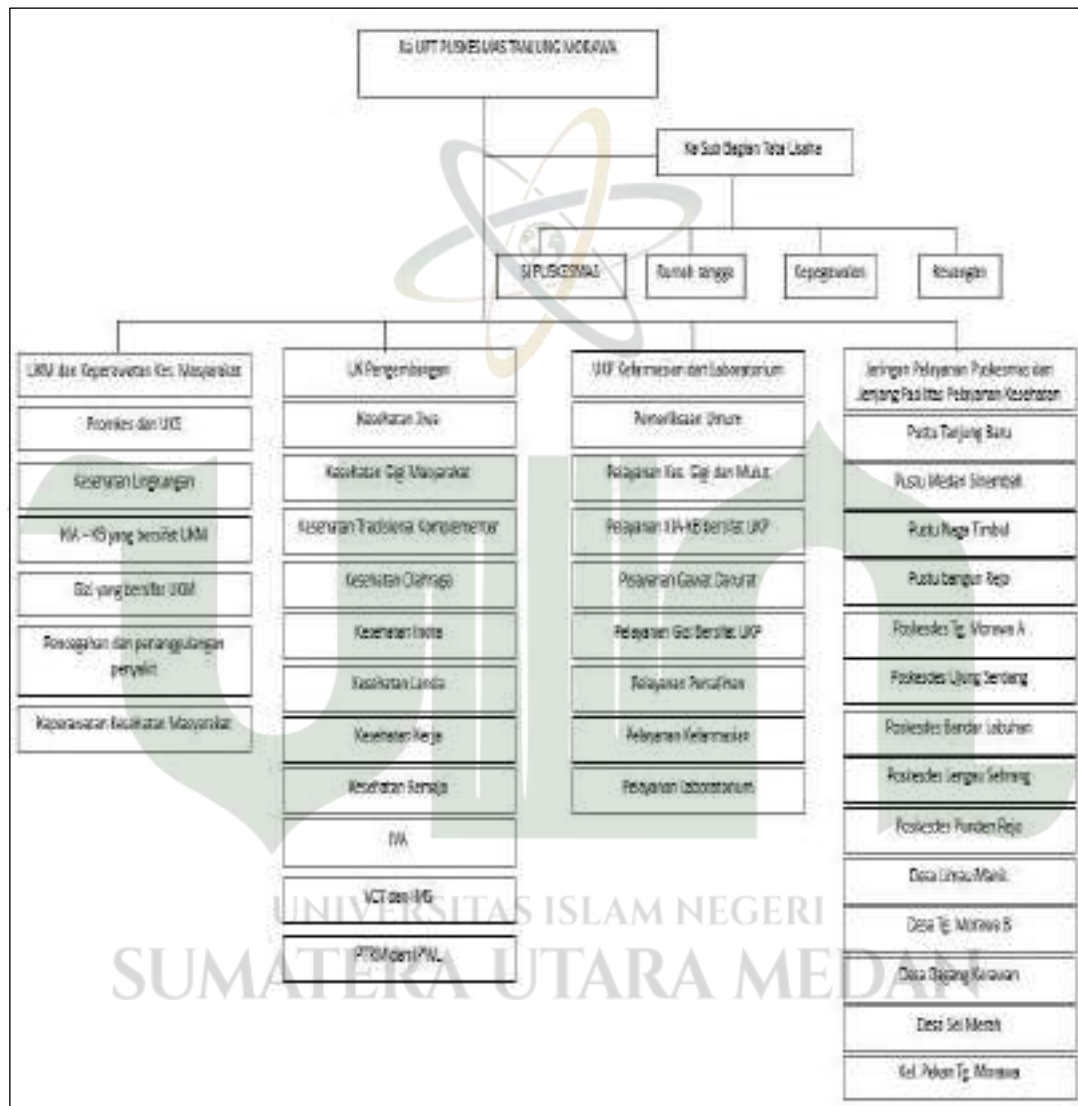 Ka UPT PUSKESMAS TANJUNG MORAWA
Ka Sub Bagian Tata Usaha
SI PUSKESMAS
Rumah tangga
Kepegawaian
Keuangan
UKM dan Keperawatan Kes. Masyarakat
Promkes dan UKS
Kesehatan Lingkungan
KIA – KB yang bersifat UKM
Gizi yang bersifat UKM
Pencegahan dan penanggulangan
penyakit
Keperawatan Kesehatan Masyarakat
UK Pengembangan
Kesehatan Jiwa
Kesehatan Gigi Masyarakat
Kesehatan Tradisional Komplementer
Kesehatan Olahraga
Kesehatan Indra
Kesehatan Lansia
Kesehatan Kerja
Kesehatan Remaja
IVA
VCT dan IMS
PTRM dan
UKP Kefarmasian dan Laboratorium
Pemeriksaan Umum
Pelayanan Kes. Gigi dan Mulut
Pelayanan KIA-KB bersifat UKP
Pelayanan Gawat Darurat
Pelayanan Gizi Bersifat UKP
Pelayanan Persalinan
Pelayanan Kefarmasian
Pelayanan Laboratorium
Jaringan Pelayanan Puskesmas dan
Jenjang Fasilitas Pelayanan Kesehatan
Pustu Tanjung Baru
Pustu Medan Sinembah
Pustu Naga Timbul
Pustu bangun Rejo
Poskesdes Tg. Morawa A
Poskesdes Ujung Serdang
Poskesdes Bandar Labuhan
Poskesdes Lengau Seprang
Poskesdes Punden Rejo
Desa Limau Manis
Desa Tg. Morawa B
Desa Dagang Kerawan
Desa Sei Merah
Kel. Pekan Tg. Morawa
UNIVERSITAS ISLAM NEGERI
SUMATERA UTARA MEDAN
uin